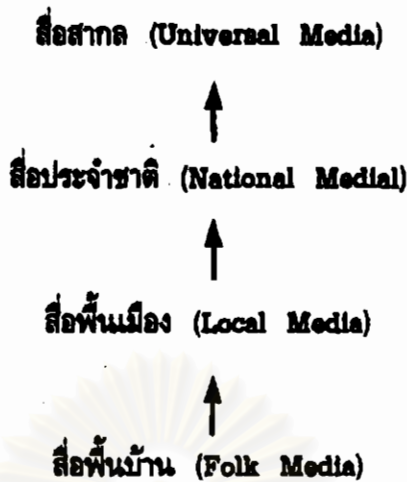 สื่อสากล (Universal Media)
สื่อประจำชาติ (National Medial)
สื่อพื้นเมือง (Local Media)
สื่อพื้นบ้าน (Folk Media)